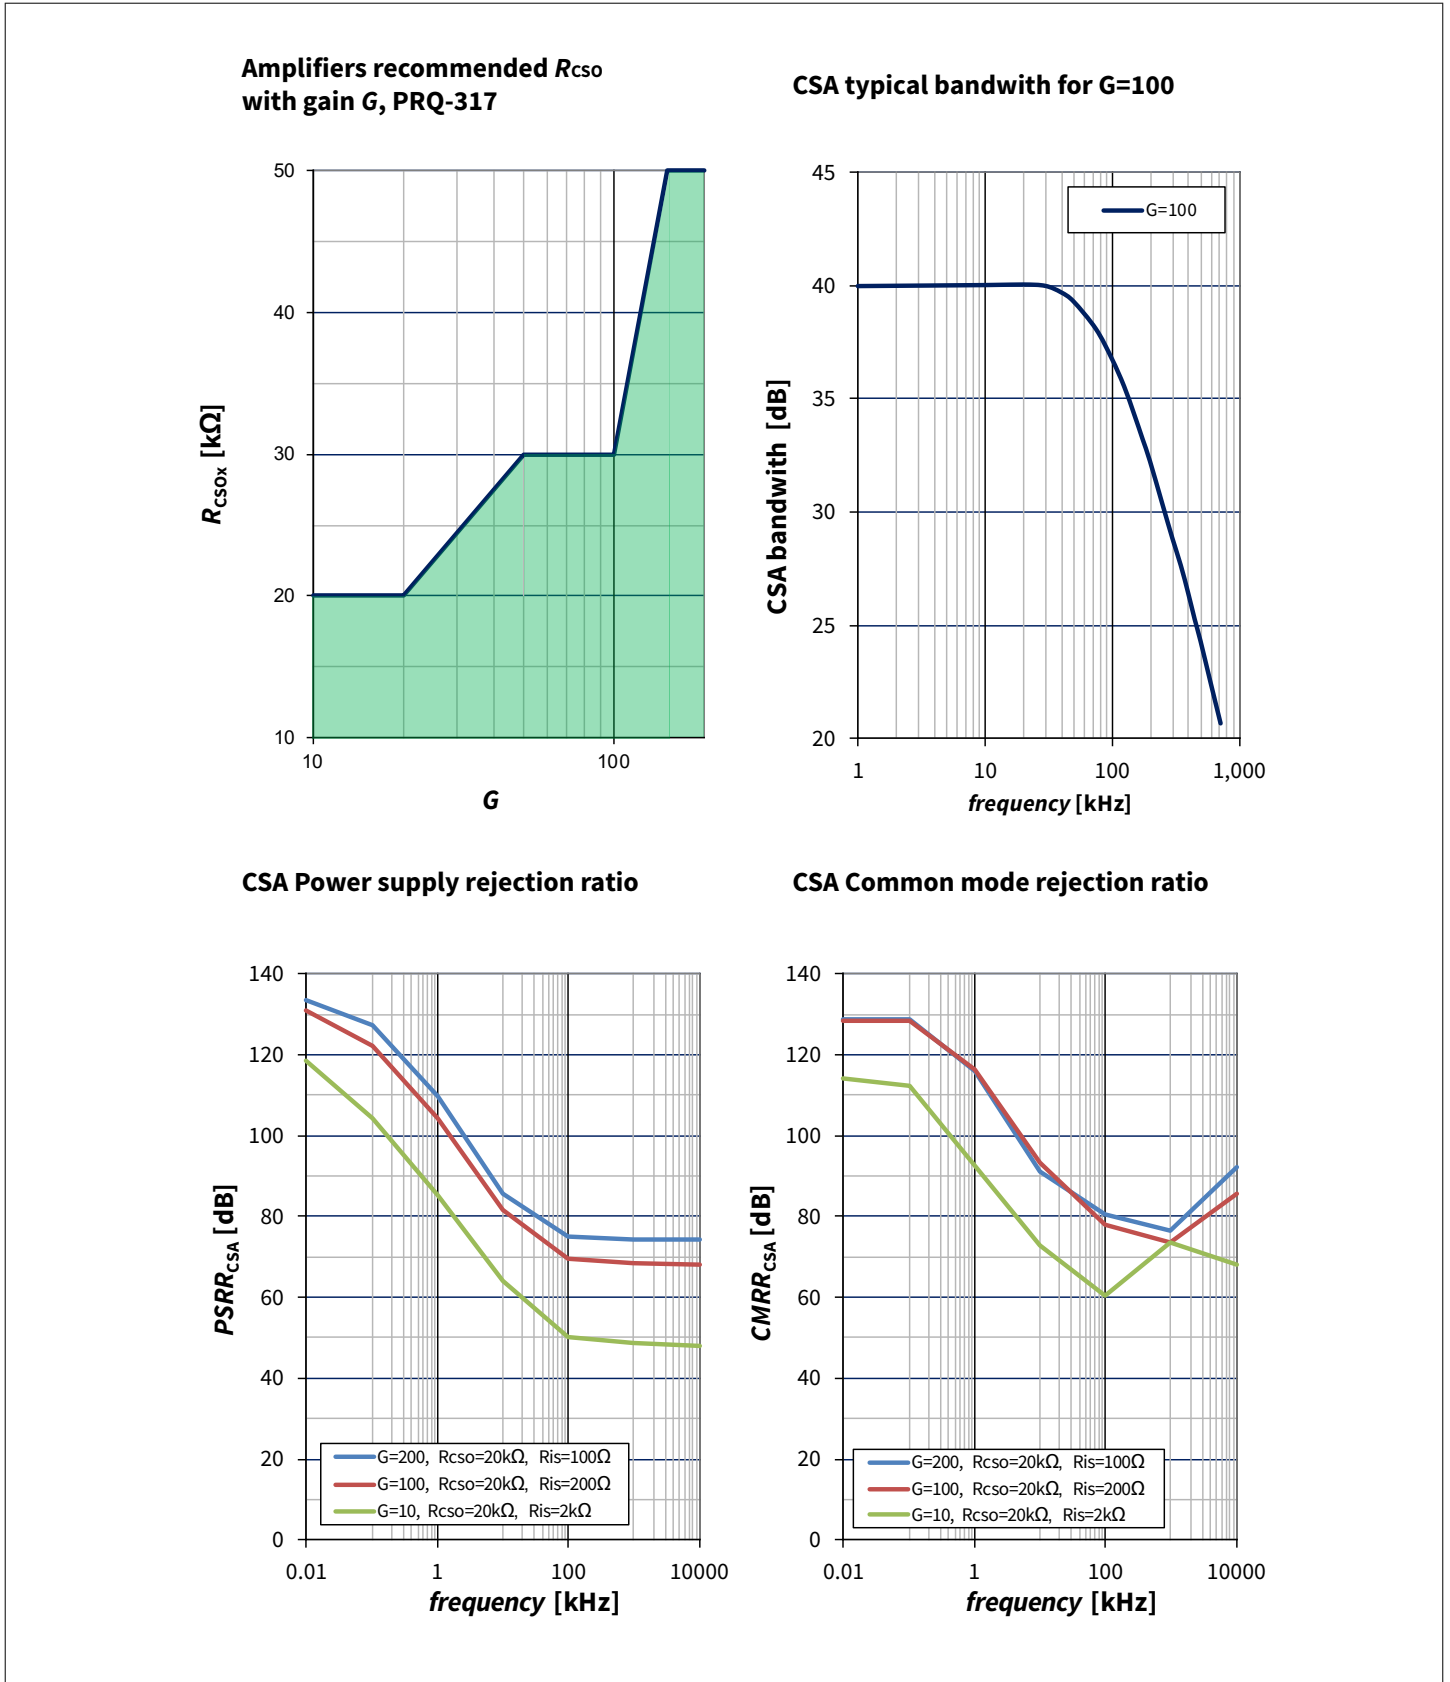 Amplifiers recommended RCSO
with gain G, PRQ-317
50
40
30
20
10
10
100
RCSOx [kΩ]
G
CSA typical bandwith for G=100
45
40
35
30
25
20
1
10
100
1,000
G=100
CSA bandwith [dB]
frequency [kHz]
CSA Power supply rejection ratio
140
120
100
80
60
40
20
0
0.01
1
100
10000
PSRRCSA [dB]
G=200, Rcso=20kΩ, Ris=100Ω
G=100, Rcso=20kΩ, Ris=200Ω
G=10, Rcso=20kΩ, Ris=2kΩ
frequency [kHz]
CSA Common mode rejection ratio
140
120
100
80
60
40
20
0
0.01
1
100
10000
CMRRCSA [dB]
G=200, Rcso=20kΩ, Ris=100Ω
G=100, Rcso=20kΩ, Ris=200Ω
G=10, Rcso=20kΩ, Ris=2kΩ
frequency [kHz]